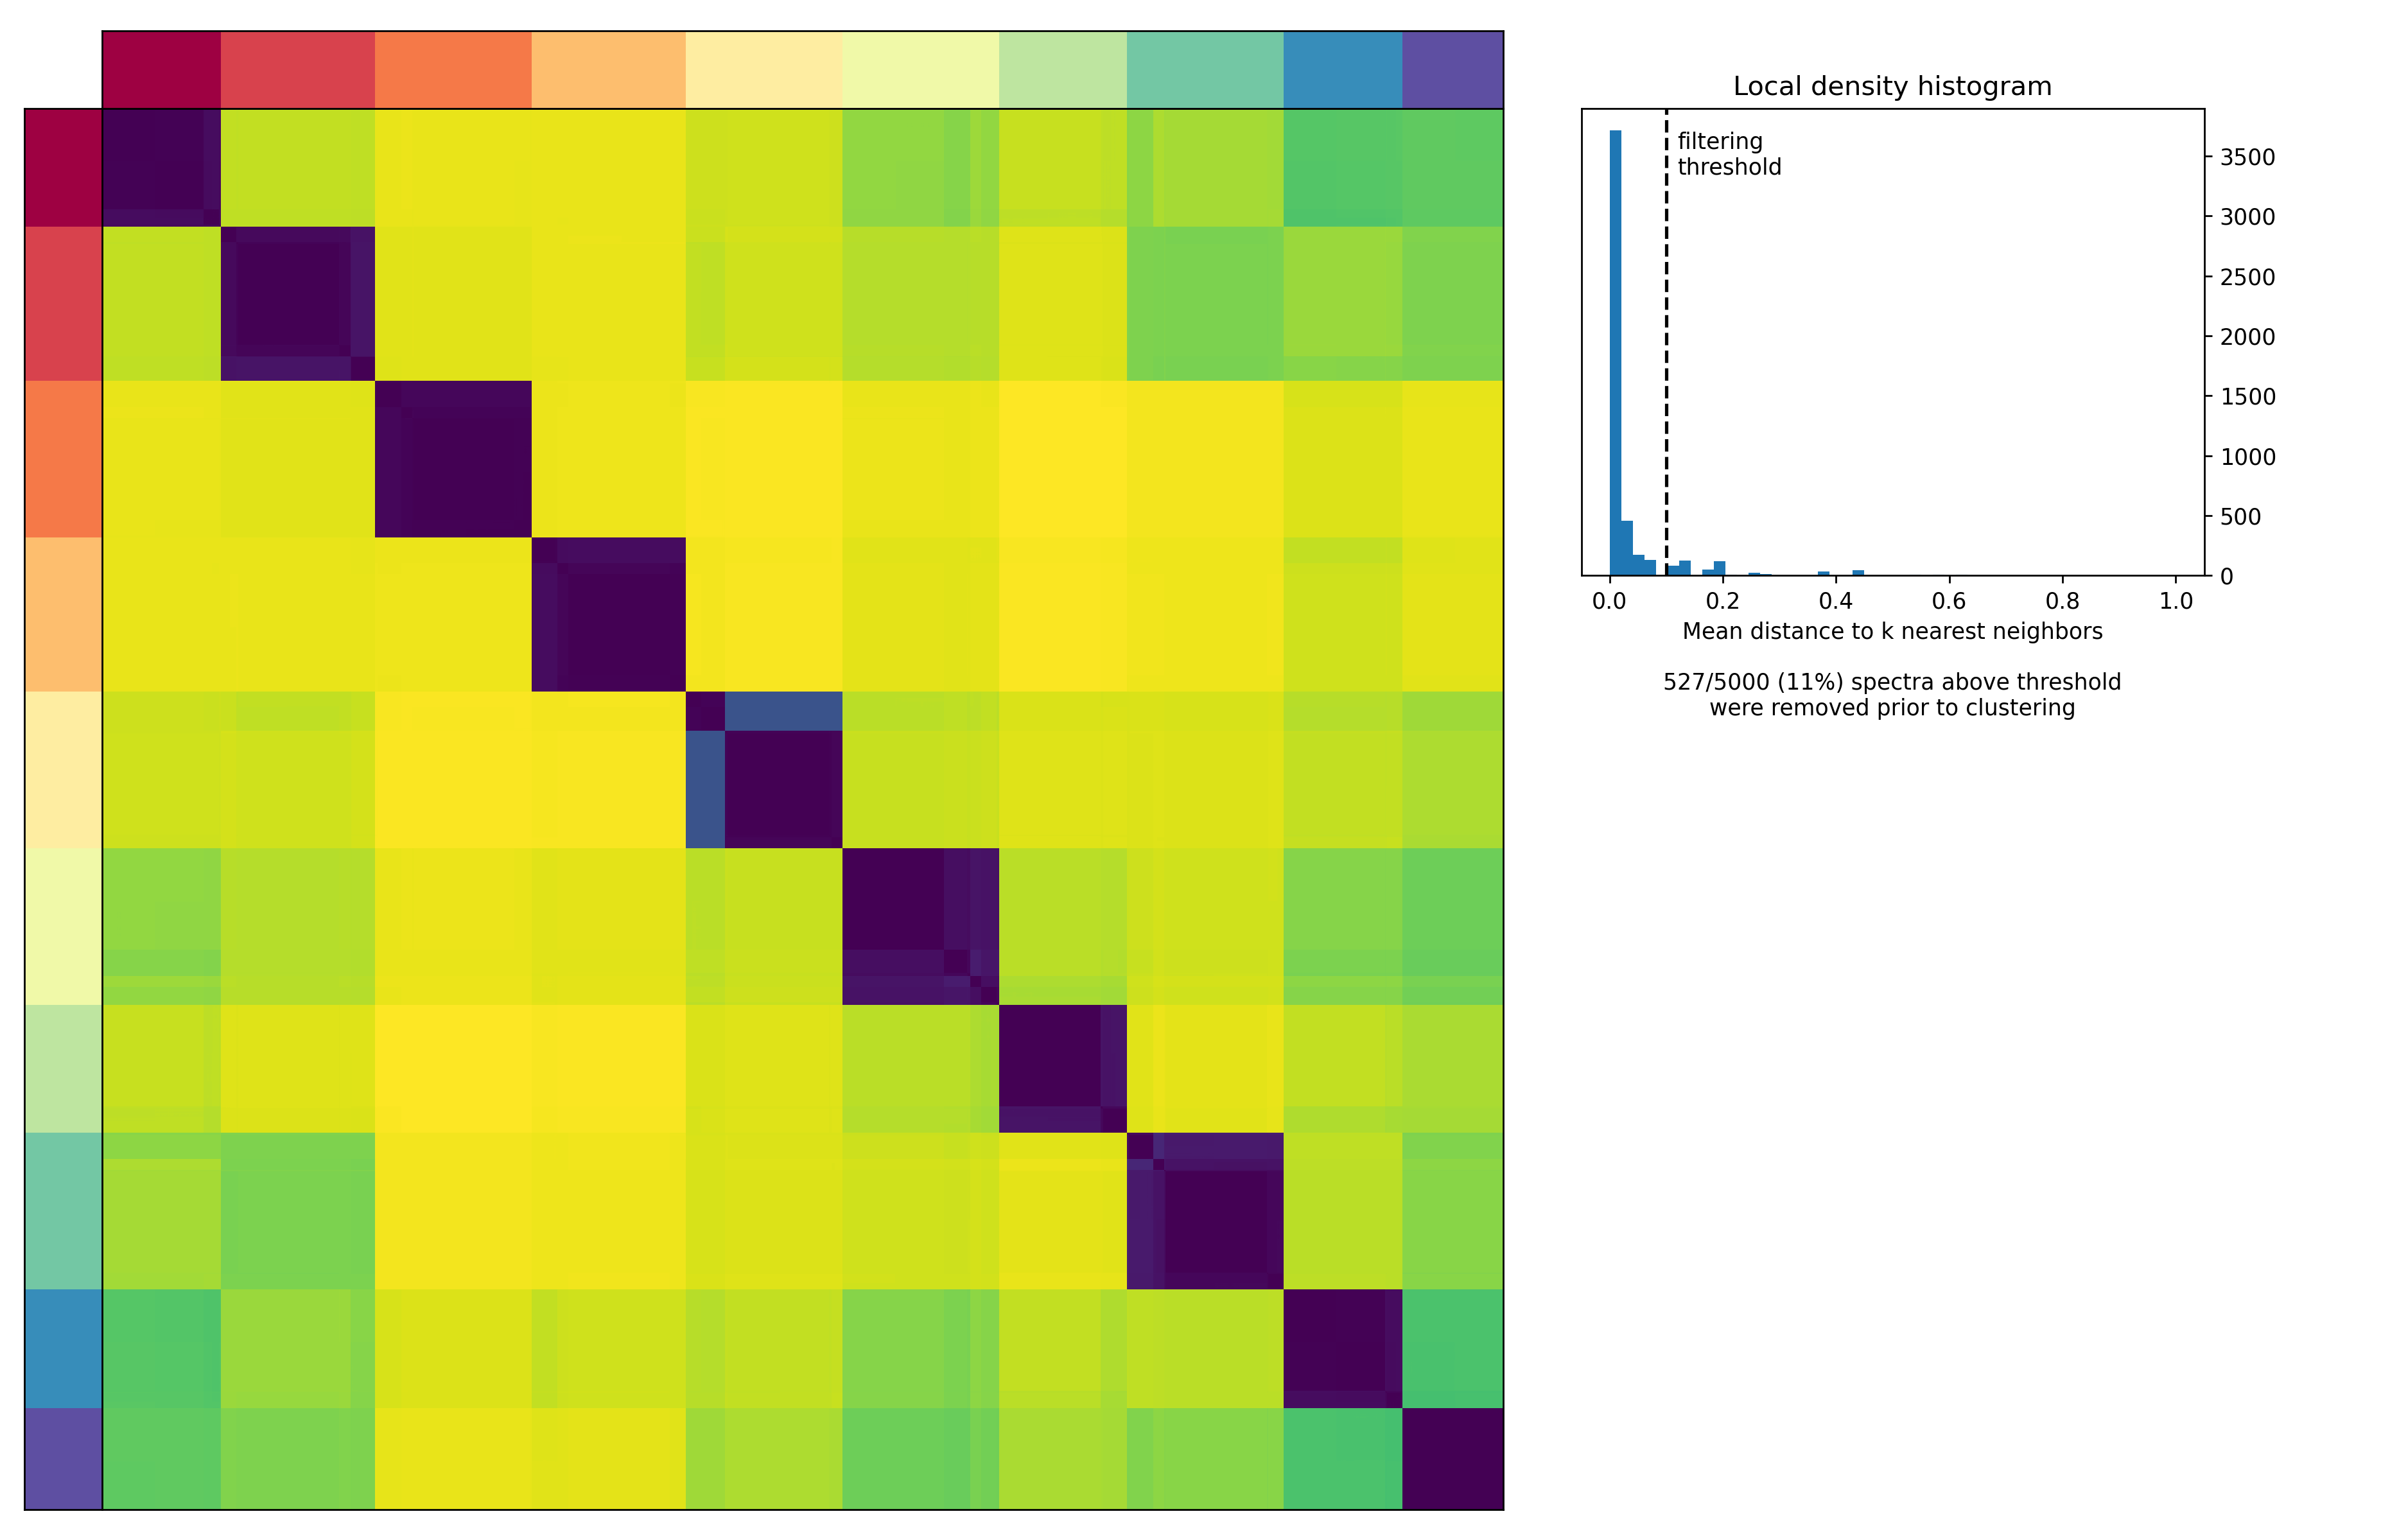 Local density histogram
filtering
threshold
3500
3000
2500
2000
1500
1000
500
0
0.0 0.2 0.4 0.6 0.8 1.0
Mean distance to k nearest neighbors
527/5000 (11%) spectra above threshold
were removed prior to clustering